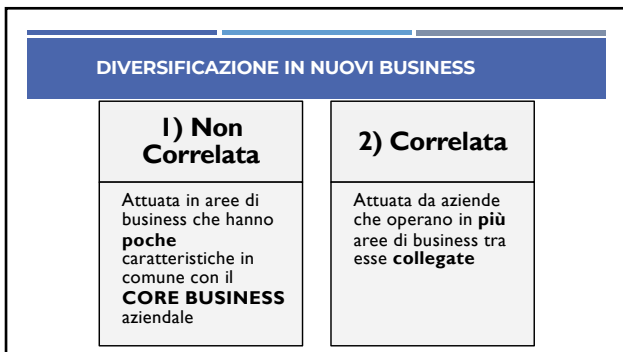 DIVERSIFICAZIONE IN NUOVI BUSINESS
1) Non
Correlata
Attuata in aree di
business che hanno
poche
caratteristiche in
comune con il
CORE BUSINESS
aziendale
2) Correlata
Attuata da aziende
che operano in più
aree di business tra
esse collegate